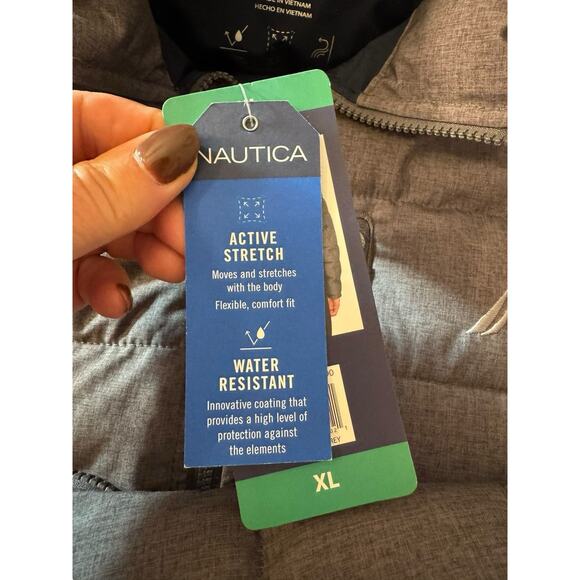 IN VIETNAM
HECHO EN VIETNAM
NAUTICA
ACTIVE
STRETCH
Moves and stretches
with the body
Flexible, comfort fit
WATER
RESISTANT
Innovative coating that
provides a high level of
protection against
the elements
XL